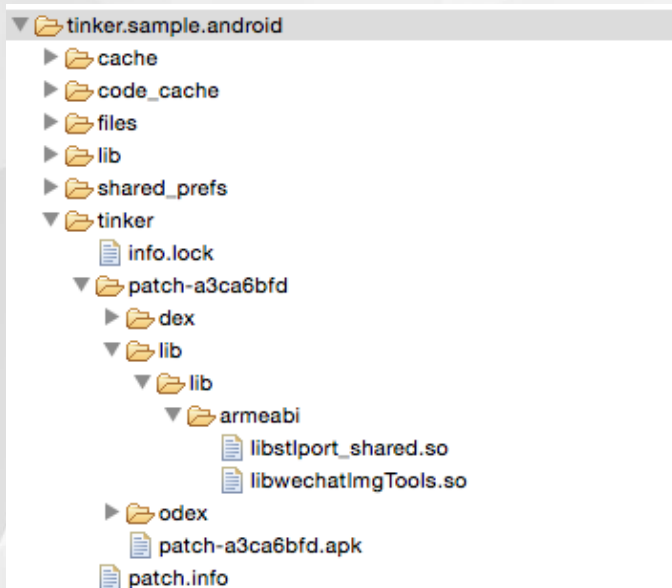 tinker.sample.android
cache
code_cache
files
lib
shared_prefs
tinker
info.lock
patch-a3ca6bfd
dex
lib
lib
armeabi
libstlport_shared.so
libwechatImgTools.so
odex
patch-a3ca6bfd.apk
patch.info